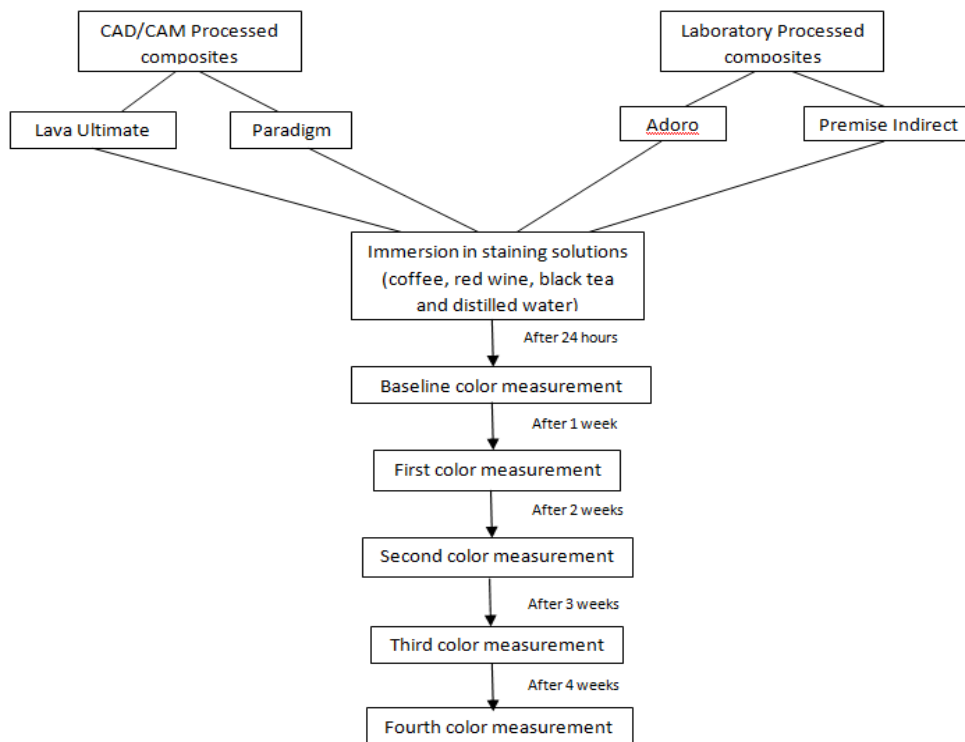 CAD/CAM Processed
composites
Laboratory Processed
composites
Lava Ultimate
Paradigm
Adoro
Premise Indirect
Immersion in staining solutions
(coffee, red wine, black tea
and distilled water)
After 24 hours
Baseline color measurement
After 1 week
First color measurement
After 2 weeks
Second color measurement
After 3 weeks
Third color measurement
After 4 weeks
Fourth color measurement